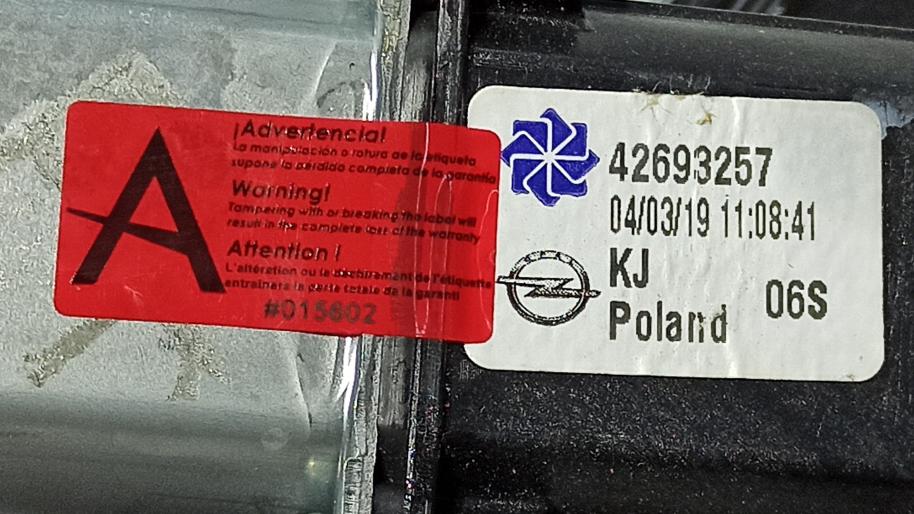 A
¡Advertencia!
La manipulación o rotura de la etiqueta
supone la pérdida completa de la garantía
Warning!
Tampering with or breaking the label will
result in the complete loss of the warranty
Attention !
L'altération ou le déchirement de l'étiquette
entraînera la perte totale de la garanti
#015602
42693257
04/03/19 11:08:41
KJ
Poland 06S